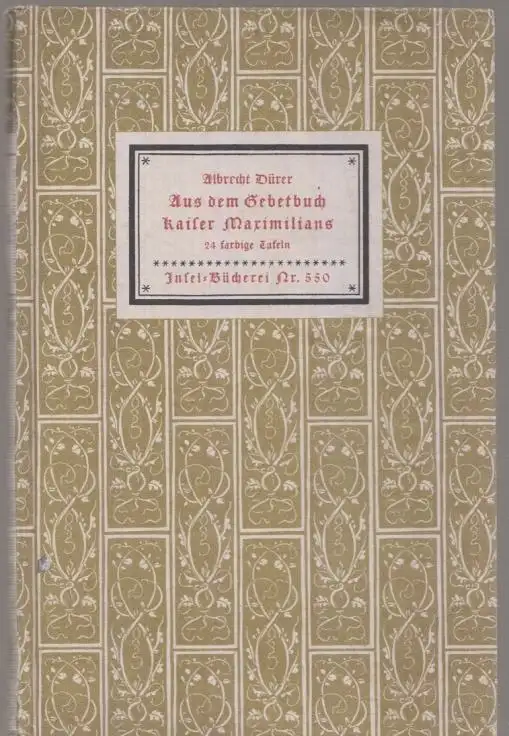 Albrecht Dürer
Aus dem Gebetbuch
Kaiser Maximilians
24 farbige Tafeln
Insel-Bücherei Nr. 550